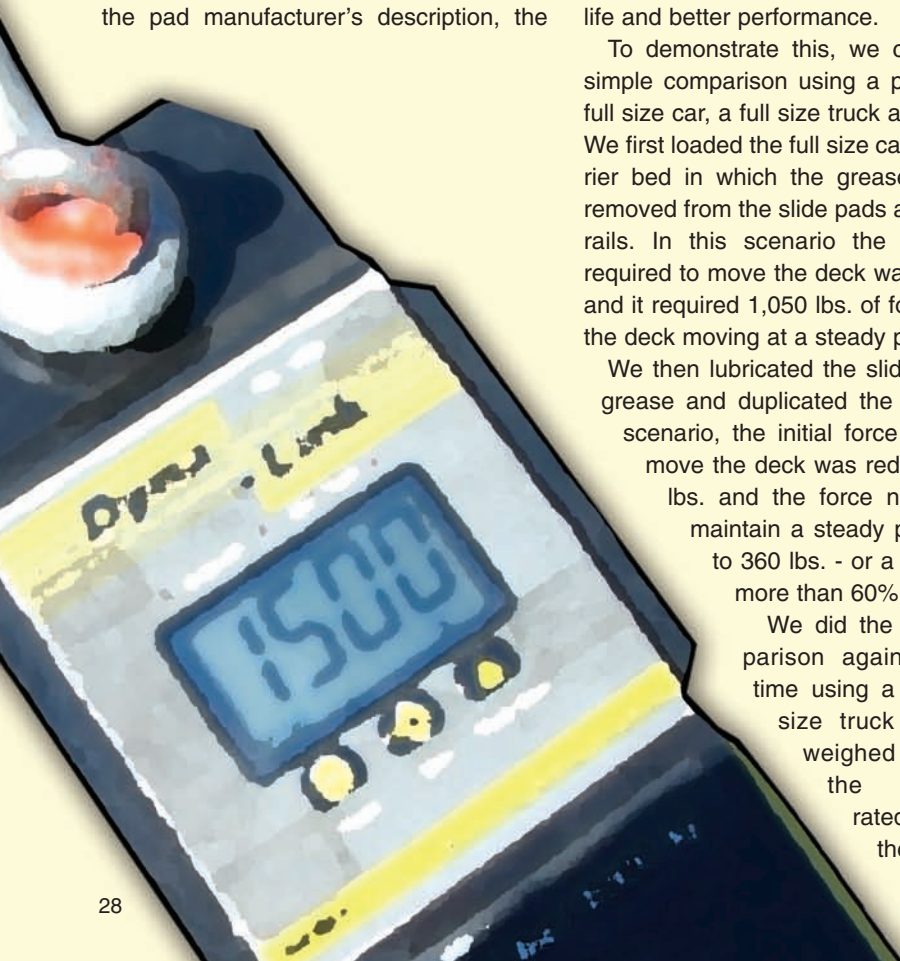 the pad manufacturer’s description, the
life and better performance.
To demonstrate this, we c
simple comparison using a p
full size car, a full size truck a
We first loaded the full size ca
rier bed in which the grease
removed from the slide pads a
rails. In this scenario the
required to move the deck wa
and it required 1,050 lbs. of fo
the deck moving at a steady p
We then lubricated the slid
grease and duplicated the
scenario, the initial force
move the deck was red
lbs. and the force n
maintain a steady p
to 360 lbs. - or a
more than 60%
We did the
parison again
time using a
size truck
weighed
the
rated
the
Dyna-Link
1500
28